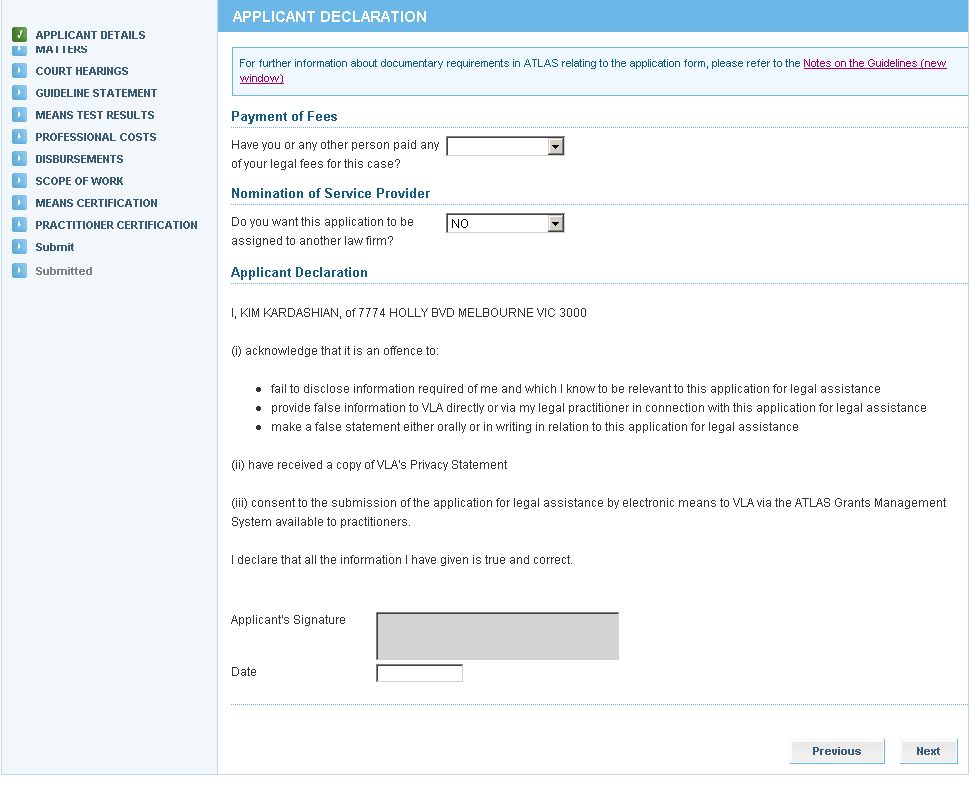 APPLICANT DETAILS
MATTERS
COURT HEARINGS
GUIDELINE STATEMENT
MEANS TEST RESULTS
PROFESSIONAL COSTS
DISBURSEMENTS
SCOPE OF WORK
MEANS CERTIFICATION
PRACTITIONER CERTIFICATION
Submit
Submitted
APPLICANT DECLARATION
For further information about documentary requirements in ATLAS relating to the application form, please refer to the Notes on the Guidelines (new
window)
Payment of Fees
Have you or any other person paid any
of your legal fees for this case?
Nomination of Service Provider
Do you want this application to be
assigned to another law firm?
NO
Applicant Declaration
I, KIM KARDASHIAN, of 7774 HOLLY BVD MELBOURNE VIC 3000
(i) acknowledge that it is an offence to:
• fail to disclose information required of me and which I know to be relevant to this application for legal assistance
• provide false information to VLA directly or via my legal practitioner in connection with this application for legal assistance
• make a false statement either orally or in writing in relation to this application for legal assistance
(ii) have received a copy of VLA's Privacy Statement
(iii) consent to the submission of the application for legal assistance by electronic means to VLA via the ATLAS Grants Management
System available to practitioners.
I declare that all the information I have given is true and correct.
Applicant's Signature
Date
Previous
Next